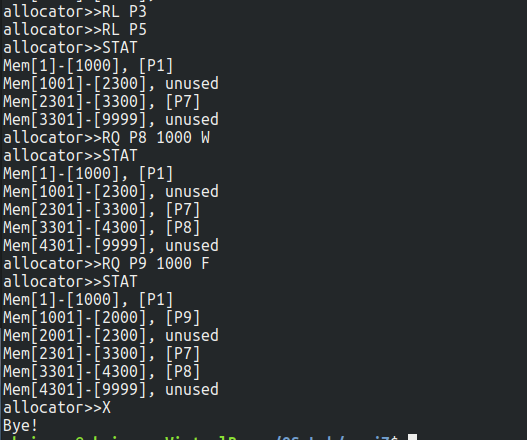 allocator>>RL P3
allocator>>RL P5
allocator>>STAT
Mem[1]-[1000], [P1]
Mem[1001]-[2300], unused
Mem[2301]-[3300], [P7]
Mem[3301]-[9999], unused
allocator>>RQ P8 1000 W
allocator>>STAT
Mem[1]-[1000], [P1]
Mem[1001]-[2300], unused
Mem[2301]-[3300], [P7]
Mem[3301]-[4300], [P8]
Mem[4301]-[9999], unused
allocator>>RQ P9 1000 F
allocator>>STAT
Mem[1]-[1000], [P1]
Mem[1001]-[2000], [P9]
Mem[2001]-[2300], unused
Mem[2301]-[3300], [P7]
Mem[3301]-[4300], [P8]
Mem[4301]-[9999], unused
allocator>>X
Bye!